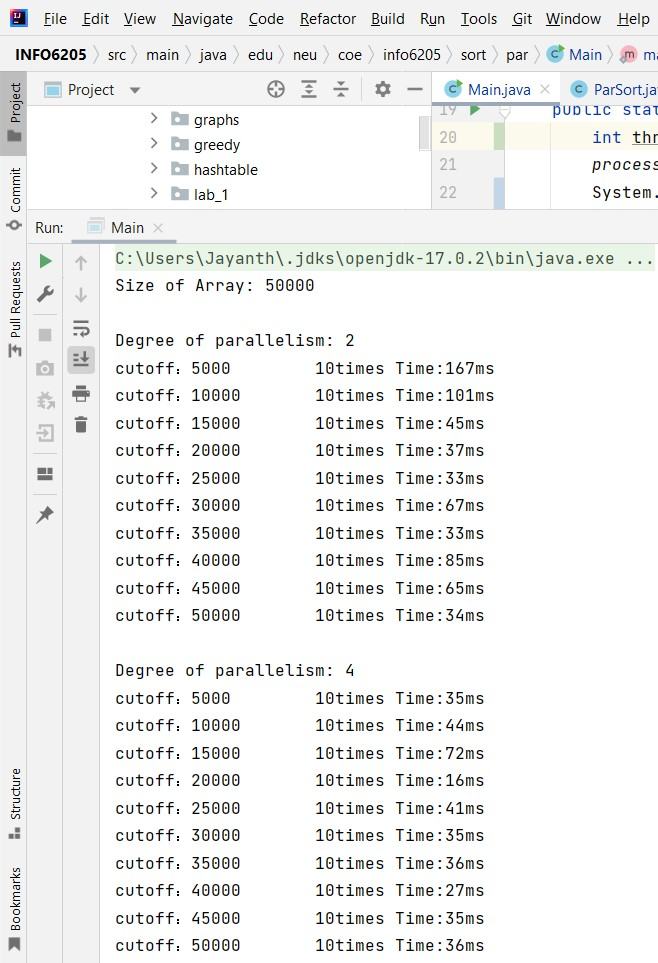 File Edit View Navigate Code Refactor Build Run Tools Git Window Help
INFO6205 src main java edu neu coe info6205 sort par Main
Project
Project
Main.java
graphs
greedy
hashtable
lab_1
19 public
20 int
21
22 System.
Commit
Pull Requests
Run: Main
C:\Users\Jayanth\.jdks\openjdk-17.0.2\bin\java.exe ...
Size of Array: 50000
Degree of parallelism: 2
cutoff：5000 10times Time:167ms
cutoff：10000 10times Time:101ms
cutoff：15000 10times Time:45ms
cutoff：20000 10times Time:37ms
cutoff：25000 10times Time:33ms
cutoff：30000 10times Time:67ms
cutoff：35000 10times Time:33ms
cutoff：40000 10times Time:85ms
cutoff：45000 10times Time:65ms
cutoff：50000 10times Time:34ms
Degree of parallelism: 4
cutoff：5000 10times Time:35ms
cutoff：10000 10times Time:44ms
cutoff：15000 10times Time:72ms
cutoff：20000 10times Time:16ms
cutoff：25000 10times Time:41ms
cutoff：30000 10times Time:35ms
cutoff：35000 10times Time:36ms
cutoff：40000 10times Time:27ms
cutoff：45000 10times Time:35ms
cutoff：50000 10times Time:36ms
Structure
Bookmarks